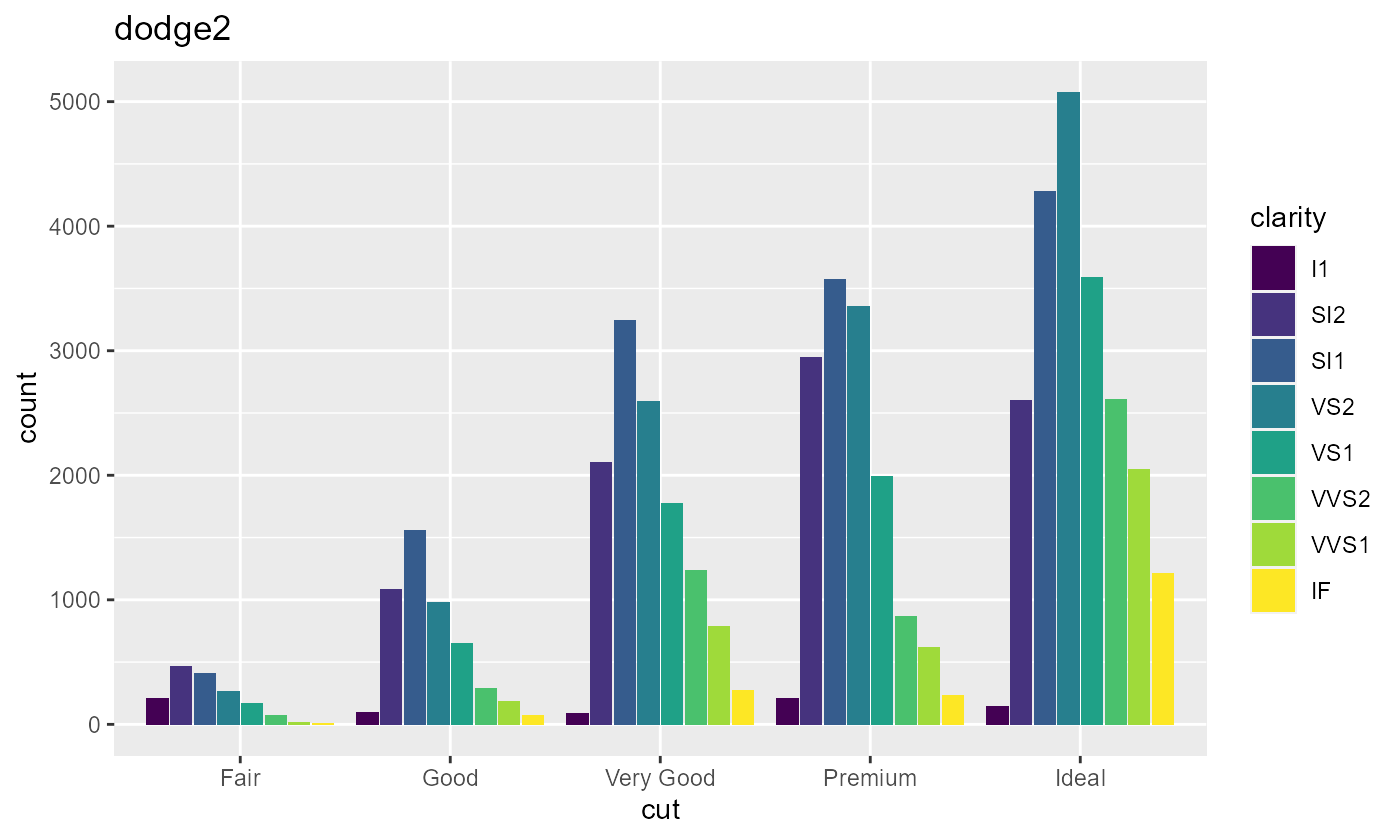 dodge2
5000
4000
3000
2000
1000
0
count
Fair
Good
Very Good
Premium
Ideal
cut
clarity
I1
SI2
SI1
VS2
VS1
VVS2
VVS1
IF